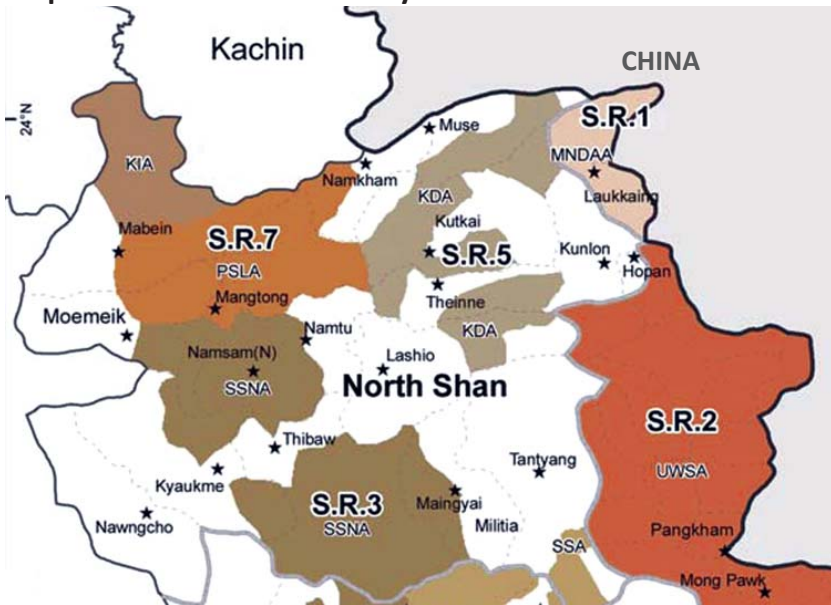 Kachin
CHINA
24°N
Muse
S.R.1
KIA
MNDAA
Namkham
Laukkaing
KDA
Mabein
Kutkai
S.R.7
S.R.5
Kunlon
Hopan
PSLA
Mangtong
Theinne
Moemeik
Namtu
KDA
Namsam(N)
Lashio
SSNA
North Shan
S.R.2
Thibaw
Tantyang
UWSA
Kyaukme
S.R.3
Maingyai
SSNA
Militia
Nawngcho
Pangkham
SSA
Mong Pawk